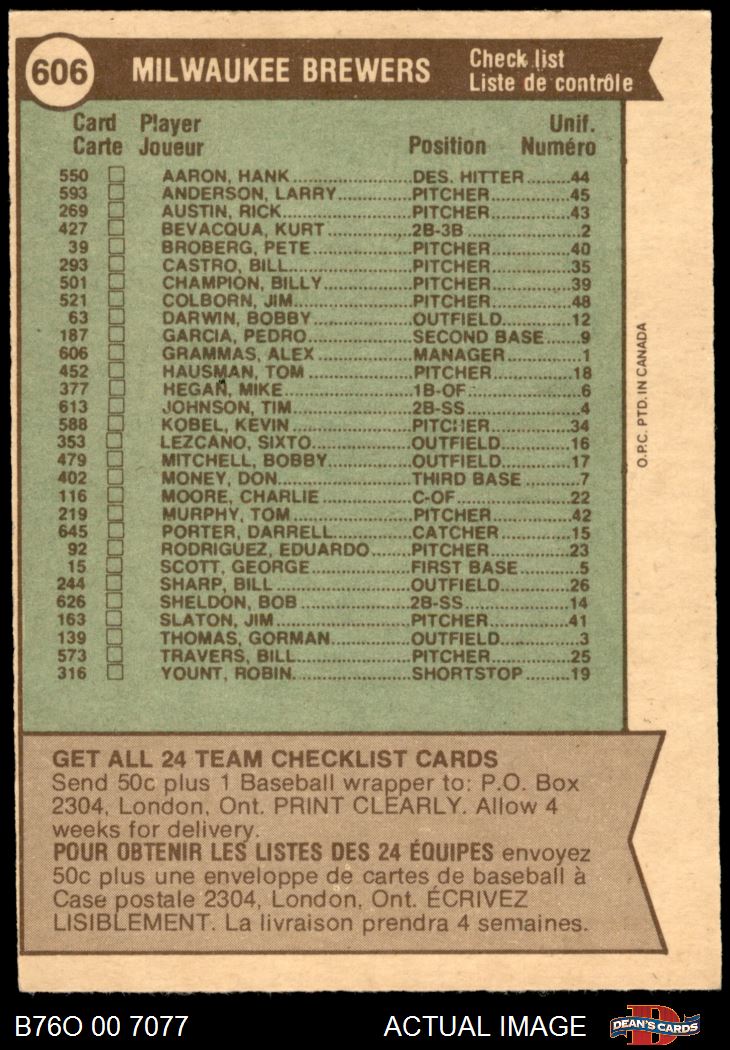 606 MILWAUKEE BREWERS Check list
Liste de contrôle
Card Player Unif.
Carte Joueur Position Numéro
550 AARON, HANK DES. HITTER 44
593 ANDERSON, LARRY PITCHER 45
269 AUSTIN, RICK PITCHER 43
427 BEVACQUA, KURT 2B-3B 2
39 BROBERG, PETE PITCHER 40
293 CASTRO, BILL PITCHER 35
501 CHAMPION, BILLY PITCHER 39
521 COLBORN, JIM PITCHER 48
63 DARWIN, BOBBY OUTFIELD 12
187 GARCIA, PEDRO SECOND BASE 9
606 GRAMMAS, ALEX MANAGER 1
452 HAUSMAN, TOM PITCHER 18
377 HEGAN, MIKE 1B-OF 6
613 JOHNSON, TIM 2B-SS 4
588 KOBEL, KEVIN PITCHER 34
353 LEZCANO, SIXTO OUTFIELD 16
479 MITCHELL, BOBBY OUTFIELD 17
402 MONEY, DON THIRD BASE 7
116 MOORE, CHARLIE C-OF 22
219 MURPHY, TOM PITCHER 42
645 PORTER, DARRELL CATCHER 15
92 RODRIGUEZ, EDUARDO PITCHER 23
15 SCOTT, GEORGE FIRST BASE 5
244 SHARP, BILL OUTFIELD 26
626 SHELDON, BOB 2B-SS 14
163 SLATON, JIM PITCHER 41
139 THOMAS, GORMAN OUTFIELD 3
573 TRAVERS, BILL PITCHER 25
316 YOUNT, ROBIN SHORTSTOP 19
O.P.C. PTD. IN CANADA
GET ALL 24 TEAM CHECKLIST CARDS
Send 50c plus 1 Baseball wrapper to: P.O. Box
2304, London, Ont. PRINT CLEARLY. Allow 4
weeks for delivery.
POUR OBTENIR LES LISTES DES 24 ÉQUIPES envoyez
50c plus une enveloppe de cartes de baseball à
Case postale 2304, London, Ont. ÉCRIVEZ
LISIBLEMENT. La livraison prendra 4 semaines.
B76O 00 7077 ACTUAL IMAGE D DEAN'S CARDS